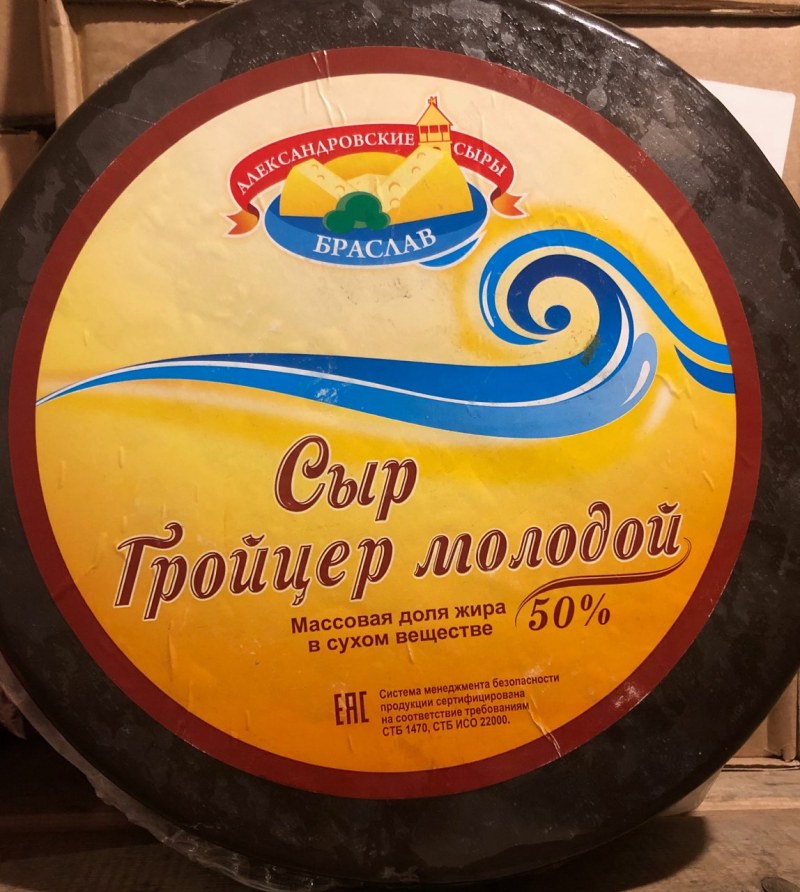 АЛЕКСАНДРОВСКИЕ СЫРЫ
БРАСЛАВ
Сыр
Гройцер молодой
Массовая доля жира
в сухом веществе 50%
ЕАС
Система менеджмента безопасности
продукции сертифицирована
на соответствие требованиям
СТБ 1470, СТБ ИСО 22000.